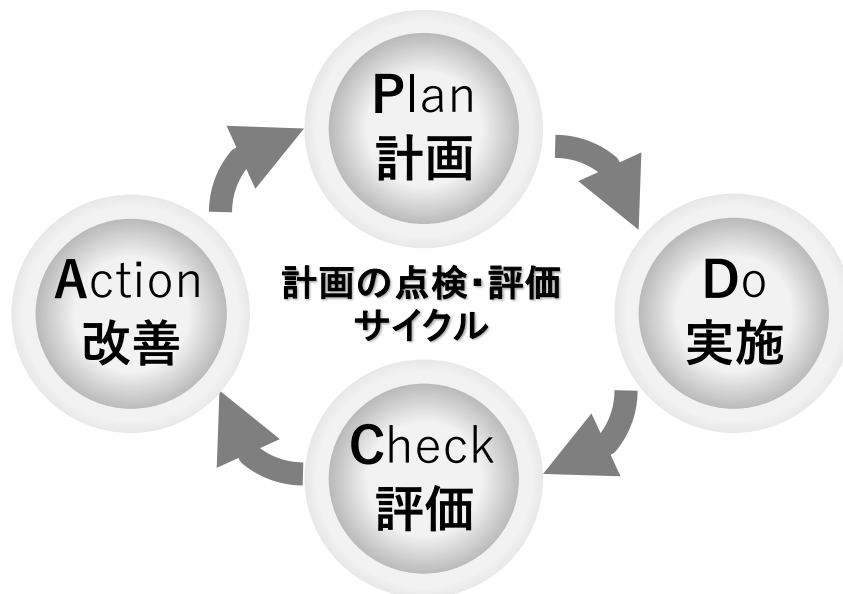 Plan
計画
Do
実施
Check
評価
Action
改善
計画の点検・評価
サイクル